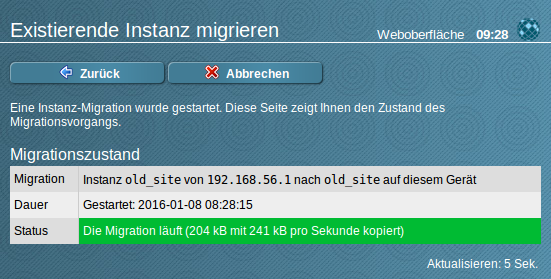 Existierende Instanz migrieren
Weboberfläche 09:28
Zurück
Abbrechen
Eine Instanz-Migration wurde gestartet. Diese Seite zeigt Ihnen den Zustand des
Migrationsvorgangs.
Migrationszustand
Migration Instanz old_site von 192.168.56.1 nach old_site auf diesem Gerät
Dauer Gestartet: 2016-01-08 08:28:15
Status Die Migration läuft (204 kB mit 241 kB pro Sekunde kopiert)
Aktualisieren: 5 Sek.